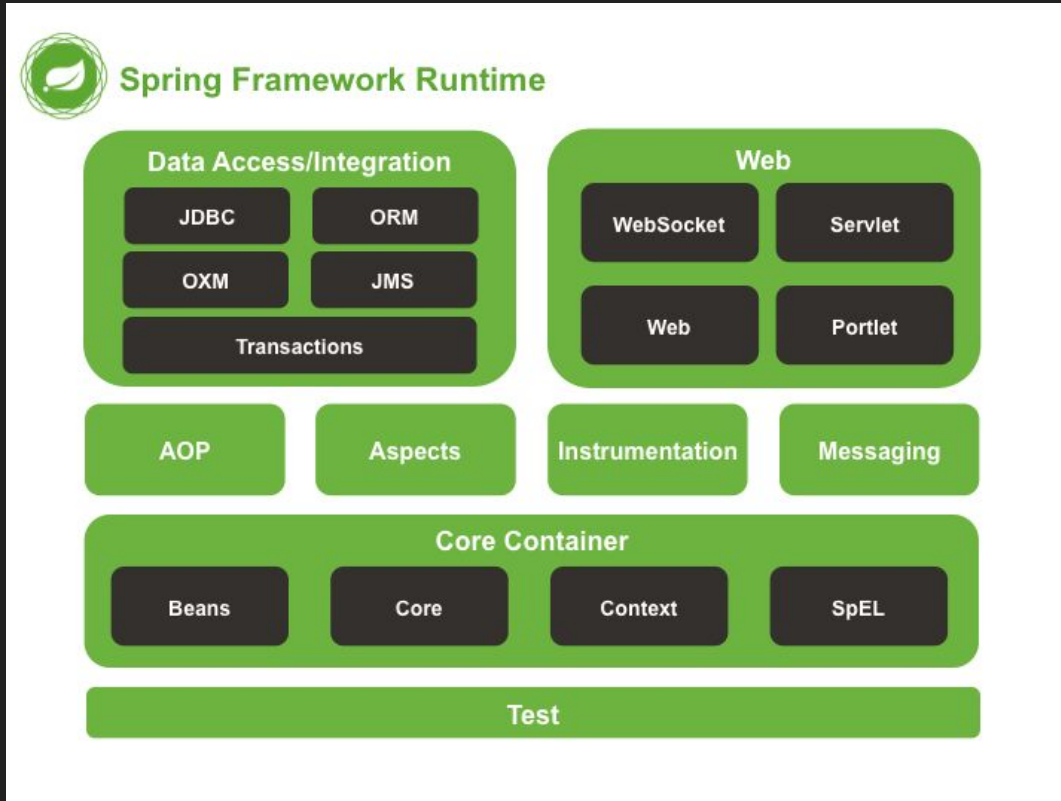 Spring Framework Runtime
Data Access/Integration
JDBC
ORM
OXM
JMS
Transactions
Web
WebSocket
Servlet
Web
Portlet
AOP
Aspects
Instrumentation
Messaging
Core Container
Beans
Core
Context
SpEL
Test